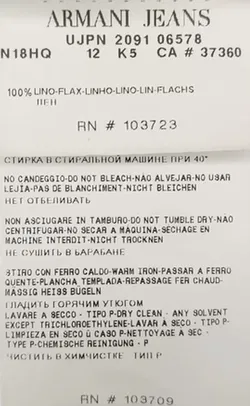 ARMANI JEANS
UJPN 2091 06578
N18HQ 12 K5 CA # 37360
100% LINO-FLAX-LINHO-LINO-LIN-FLACHS
ЛЕН
RN # 103723
СТИРКА В СТИРАЛЬНОЙ МАШИНЕ ПРИ 40°
NO CANDEGGIO-DO NOT BLEACH-NÃO ALVEJAR-NO USAR
LEJIA-PAS DE BLANCHIMENT-NICHT BLEICHEN
НЕТ ОТБЕЛИВАТЬ
NON ASCIUGARE IN TAMBURO-DO NOT TUMBLE DRY-NAO
CENTRIFUGAR-NO SECAR A MAQUINA-SECHAGE EN
MACHINE INTERDIT-NICHT TROCKNEN
НЕ СУШИТЬ В БАРАБАНЕ
STIRO CON FERRO CALDO-WARM IRON-PASSAR A FERRO
QUENTE-PLANCHA TEMPLADA-REPASSAGE FER CHAUD-
MASSIG HEISS BÜGELN
ГЛАДИТЬ ГОРЯЧИМ УТЮГОМ
LAVARE A SECCO - TIPO P-DRY CLEAN - ANY SOLVENT
EXCEPT TRICHLOROETHYLENE-LAVAR À SECO - TIPO P-
LIMPIEZA EN SECO Ù CASO P-NETTOYAGE A SEC -
TYPE P-CHEMISCHE REINIGUNG - P
ЧИСТИТЬ В ХИМЧИСТКЕ ТИП P
RN # 103709